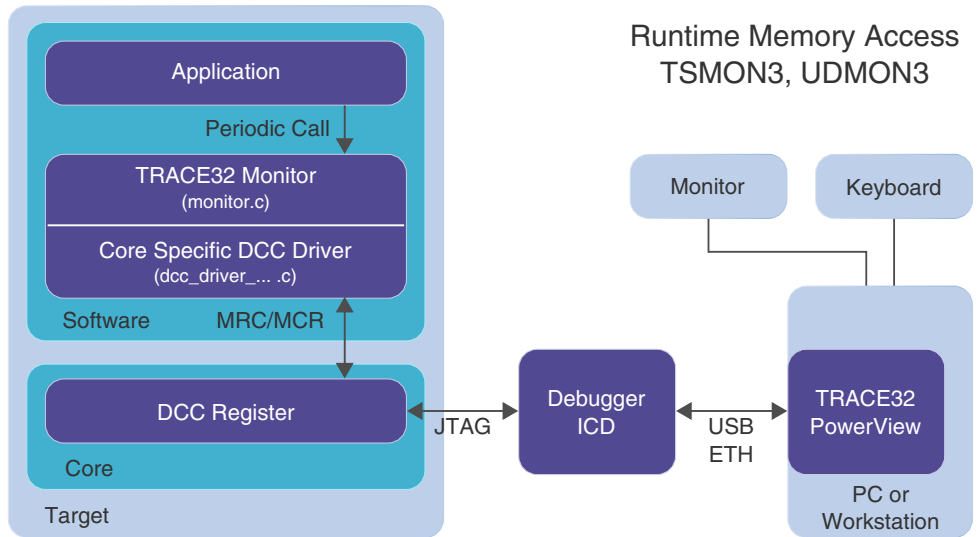 Runtime Memory Access
TSMON3, UDMON3
Application
Periodic Call
TRACE32 Monitor
(monitor.c)
Core Specific DCC Driver
(dcc_driver_... .c)
Software
MRC/MCR
DCC Register
Core
Target
JTAG
Debugger
ICD
USB
ETH
Monitor
Keyboard
TRACE32
PowerView
PC or
Workstation